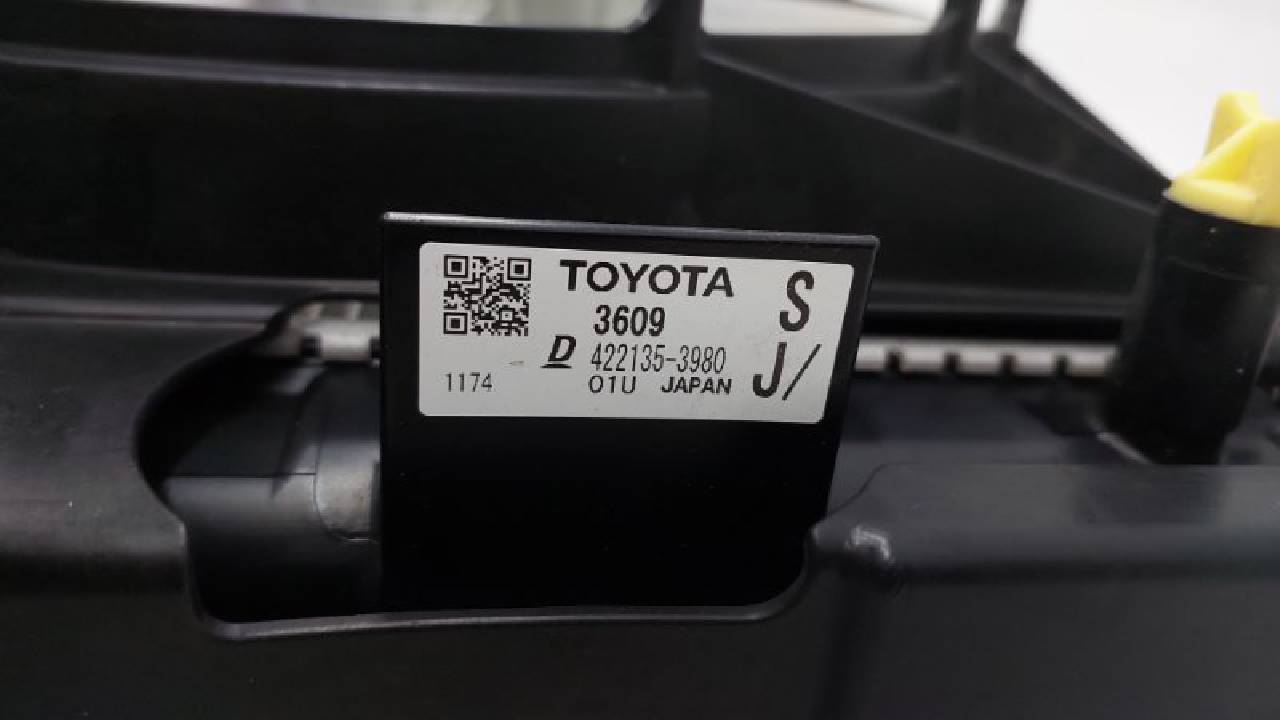 TOYOTA
S
3609
D 422135-3980
J/
1174
01U JAPAN